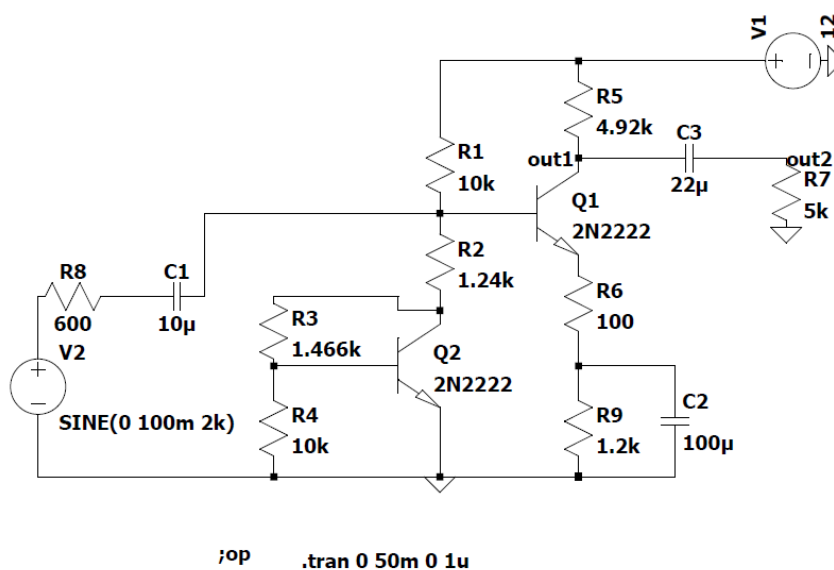 V1
12
R5
4.92k
C3
22µ
out1
out2
R7
5k
R1
10k
Q1
2N2222
R2
1.24k
R8
600
C1
10µ
R6
100
R3
1.466k
V2
Q2
2N2222
SINE(0 100m 2k)
R4
10k
R9
1.2k
C2
100µ
;op
.tran 0 50m 0 1u